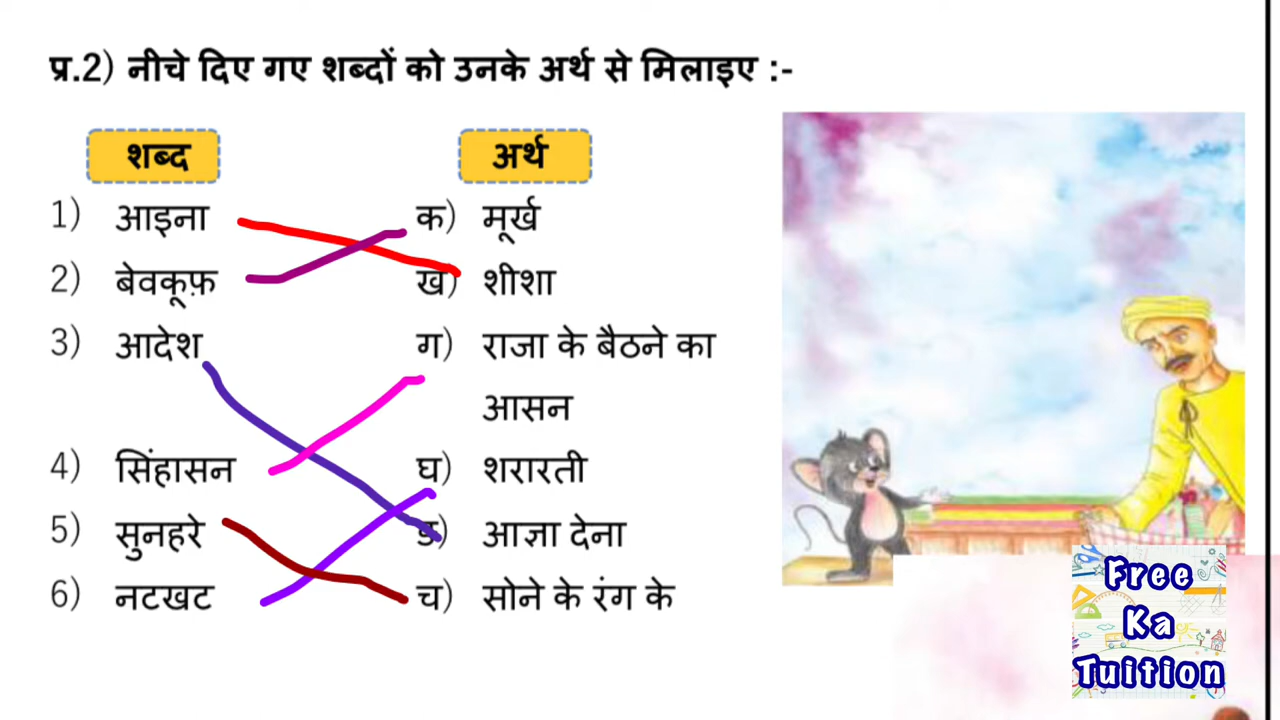 प्र.2) नीचे दिए गए शब्दों को उनके अर्थ से मिलाइए :-
शब्द अर्थ
1) आइना क) मूर्ख
2) बेवकूफ़ ख) शीशा
3) आदेश ग) राजा के बैठने का
आसन
4) सिंहासन घ) शरारती
5) सुनहरे ङ) आज्ञा देना
6) नटखट च) सोने के रंग के
Free
Ka
Tuition